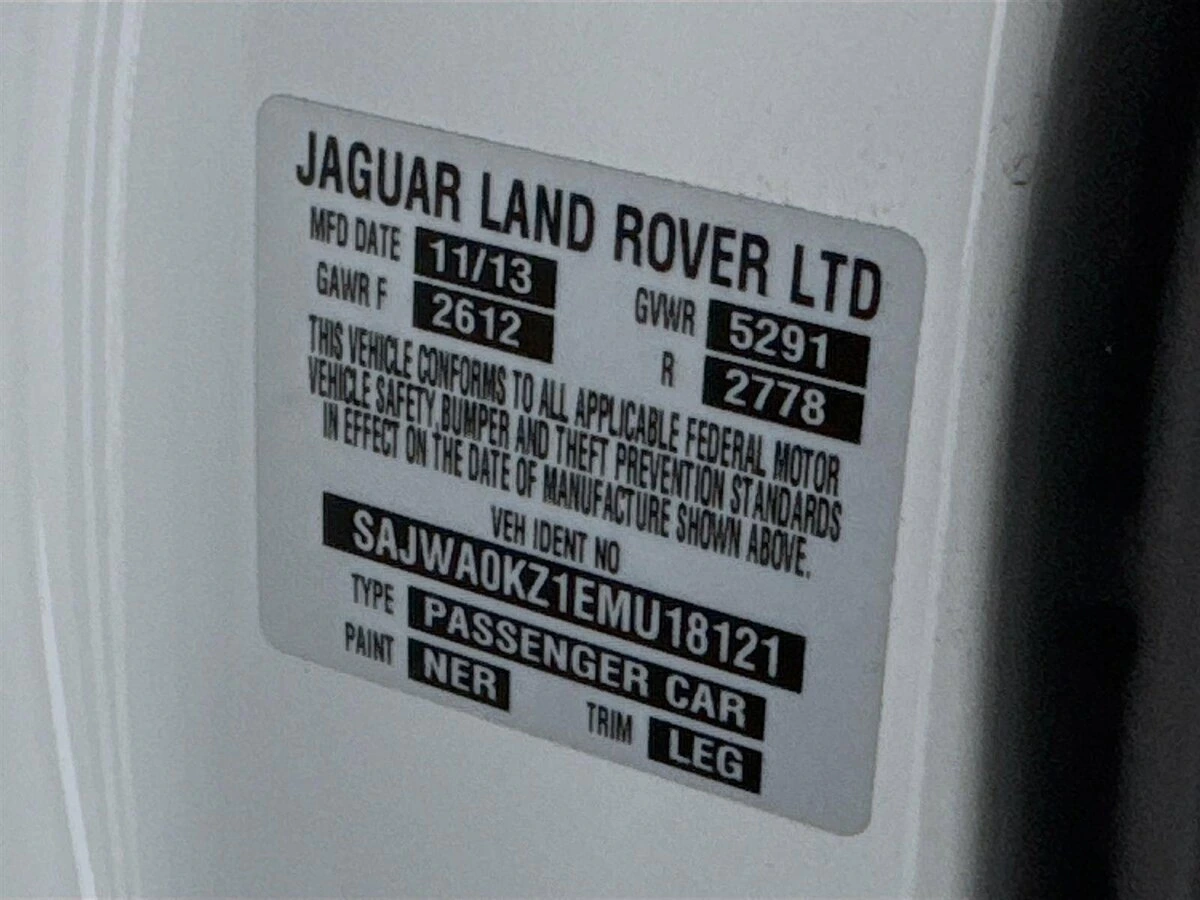 JAGUAR LAND ROVER LTD
MFD DATE 11/13 GVWR 5291
GAWR F 2612 R 2778
THIS VEHICLE CONFORMS TO ALL APPLICABLE FEDERAL MOTOR
VEHICLE SAFETY,BUMPER AND THEFT PREVENTION STANDARDS
IN EFFECT ON THE DATE OF MANUFACTURE SHOWN ABOVE.
VEH IDENT NO
SAJWA0KZ1EMU18121
TYPE PASSENGER CAR
PAINT NER TRIM LEG